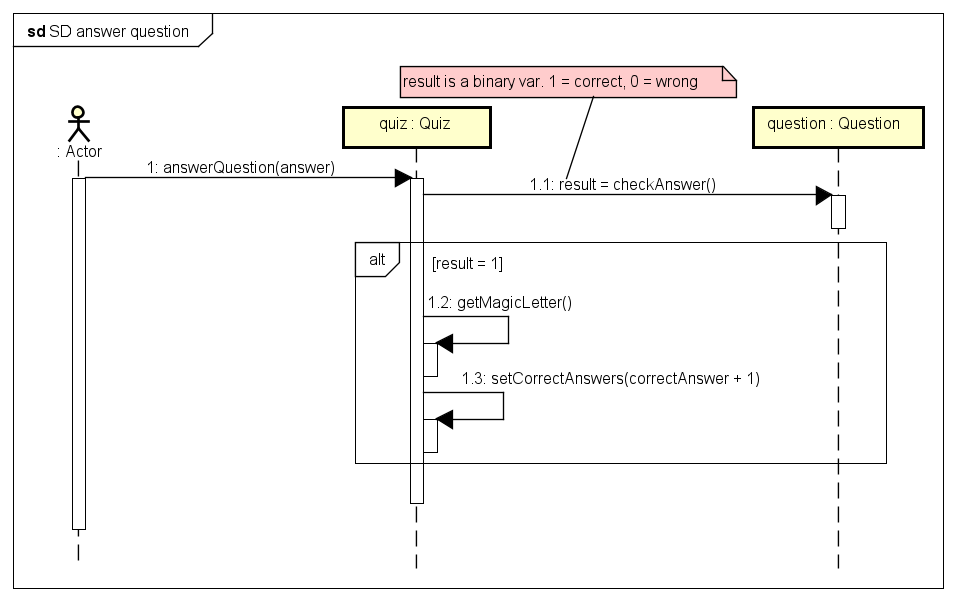 sd SD answer question
result is a binary var. 1 = correct, 0 = wrong
quiz : Quiz
question : Question
: Actor
1: answerQuestion(answer)
1.1: result = checkAnswer()
alt
[result = 1]
1.2: getMagicLetter()
1.3: setCorrectAnswers(correctAnswer + 1)